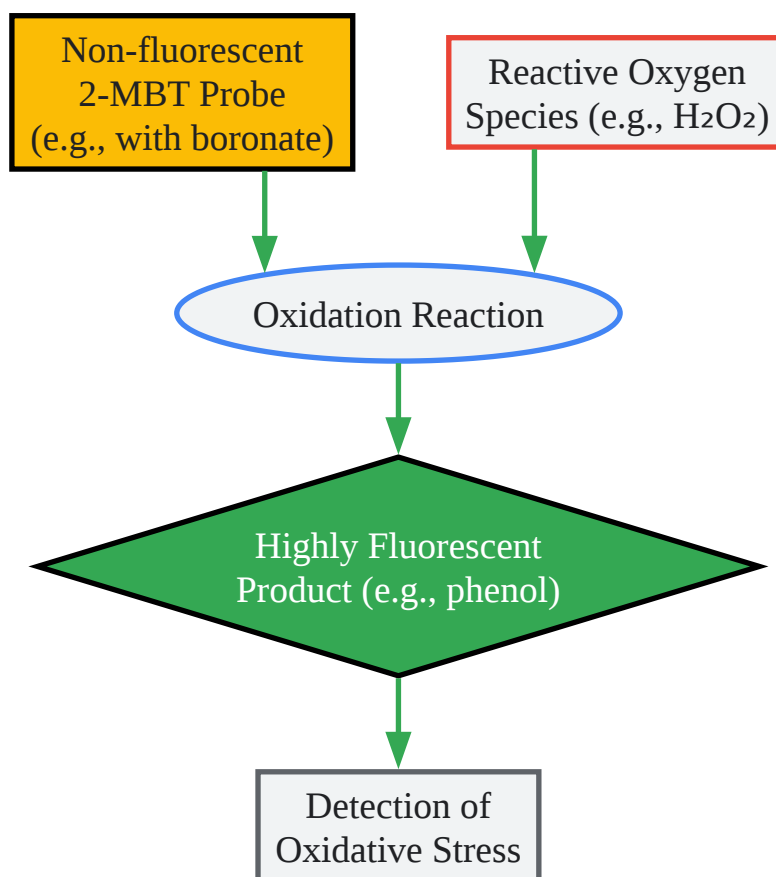 Non-fluorescent
2-MBT Probe
(e.g., with boronate)
Reactive Oxygen
Species (e.g., H₂O₂)
Oxidation Reaction
Highly Fluorescent
Product (e.g., phenol)
Detection of
Oxidative Stress